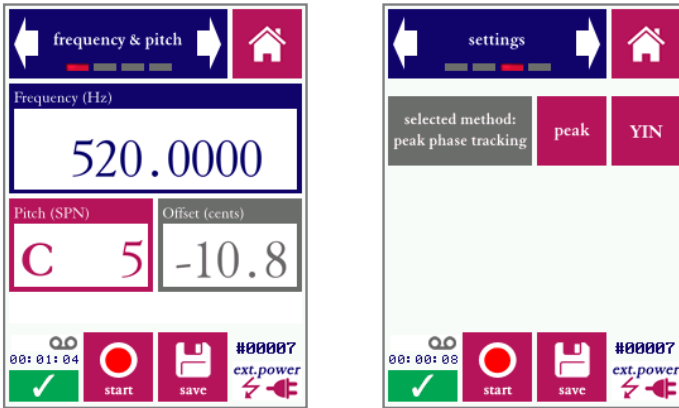 frequency & pitch
Frequency (Hz)
520.0000
Pitch (SPN)
C 5
Offset (cents)
-10.8
00:01:04
start
save
#00007
ext.power
settings
selected method:
peak phase tracking
peak
YIN
00:00:08
start
save
#00007
ext.power